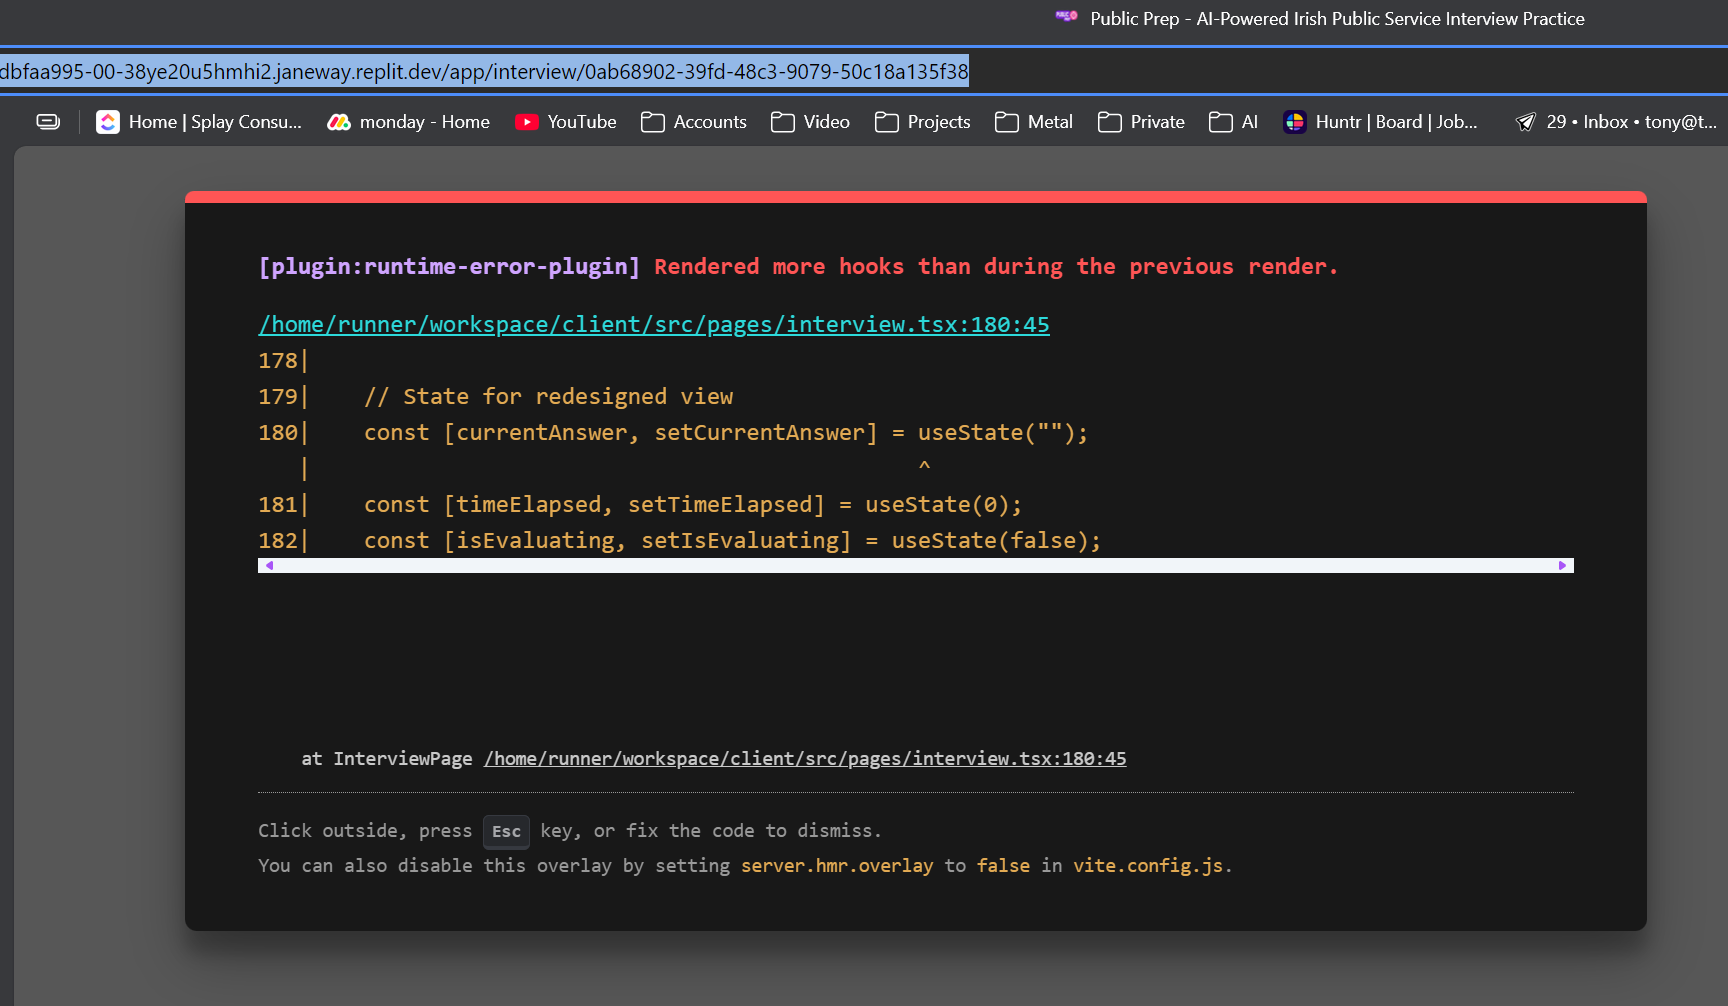 Public Prep - AI-Powered Irish Public Service Interview Practice
dbfaa995-00-38ye20u5hmhi2.janeway.replit.dev/app/interview/0ab68902-39fd-48c3-9079-50c18a135f38
Home | Splay Consu... monday - Home YouTube Accounts Video Projects Metal Private AI Huntr | Board | Job... 29 • Inbox • tony@t...
[plugin:runtime-error-plugin] Rendered more hooks than during the previous render.
/home/runner/workspace/client/src/pages/interview.tsx:180:45
178|
179|    // State for redesigned view
180|    const [currentAnswer, setCurrentAnswer] = useState("");
   |                                              ^
181|    const [timeElapsed, setTimeElapsed] = useState(0);
182|    const [isEvaluating, setIsEvaluating] = useState(false);
at InterviewPage /home/runner/workspace/client/src/pages/interview.tsx:180:45
Click outside, press Esc key, or fix the code to dismiss.
You can also disable this overlay by setting server.hmr.overlay to false in vite.config.js.